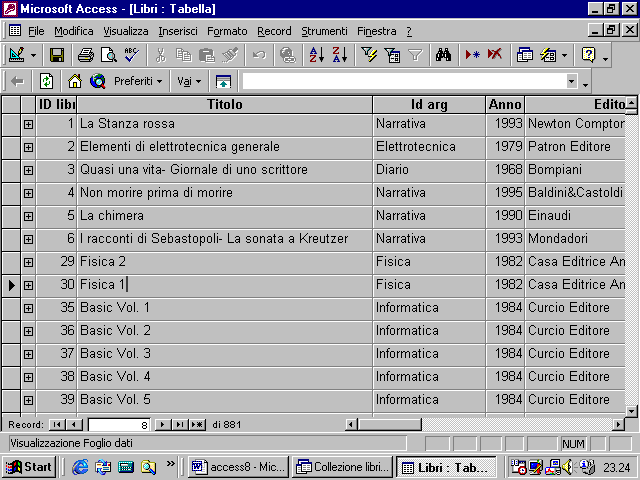 Microsoft Access - [Libri : Tabella]
File Modifica Visualizza Inserisci Formato Record Strumenti Finestra ?
Preferiti Vai
ID libr Titolo Id arg Anno Edito
1 La Stanza rossa Narrativa 1993 Newton Compton
2 Elementi di elettrotecnica generale Elettrotecnica 1979 Patron Editore
3 Quasi una vita- Giornale di uno scrittore Diario 1968 Bompiani
4 Non morire prima di morire Narrativa 1995 Baldini&Castoldi
5 La chimera Narrativa 1990 Einaudi
6 I racconti di Sebastopoli- La sonata a Kreutzer Narrativa 1993 Mondadori
29 Fisica 2 Fisica 1982 Casa Editrice Am
30 Fisica 1 Fisica 1982 Casa Editrice Am
35 Basic Vol. 1 Informatica 1984 Curcio Editore
36 Basic Vol. 2 Informatica 1984 Curcio Editore
37 Basic Vol. 3 Informatica 1984 Curcio Editore
38 Basic Vol. 4 Informatica 1984 Curcio Editore
39 Basic Vol. 5 Informatica 1984 Curcio Editore
Record: 8 di 881
Visualizzazione Foglio dati NUM
Start » access8 - Mic... Collezione libri... Libri : Tab... 23.24